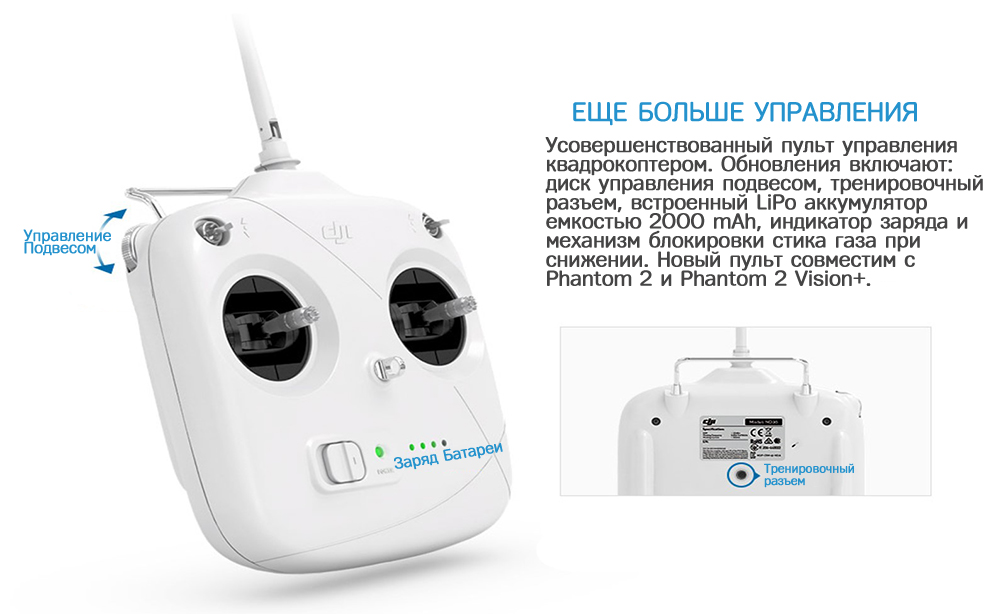 ЕЩЕ БОЛЬШЕ УПРАВЛЕНИЯ
Усовершенствованный пульт управления
квадрокоптером. Обновления включают:
диск управления подвесом, тренировочный
разъем, встроенный LiPo аккумулятор
емкостью 2000 mAh, индикатор заряда и
механизм блокировки стика газа при
снижении. Новый пульт совместим с
Phantom 2 и Phantom 2 Vision+.
Управление
Подвесом
dji
Заряд Батареи
dji
Specifications
Тренировочный
разъем